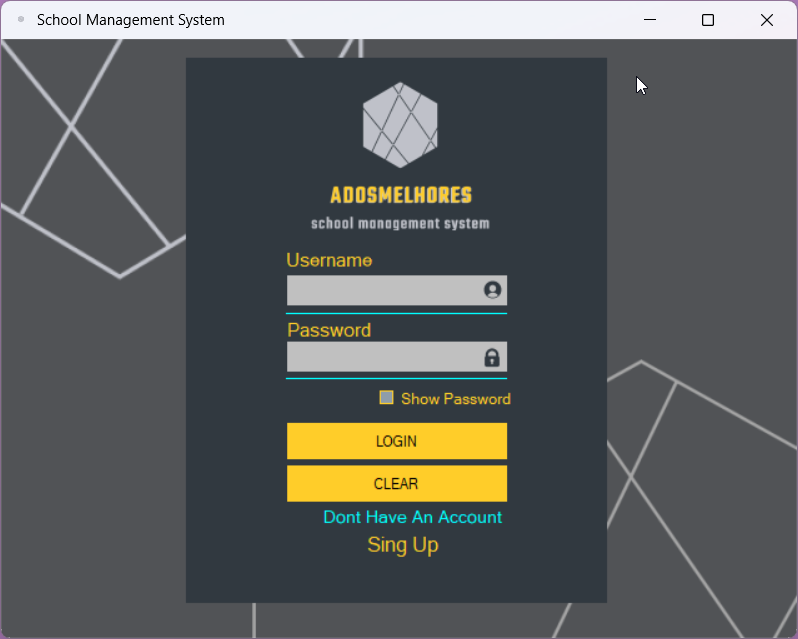 School Management System
ADOSMELHORES
school management system
Username
Password
Show Password
LOGIN
CLEAR
Dont Have An Account
Sing Up